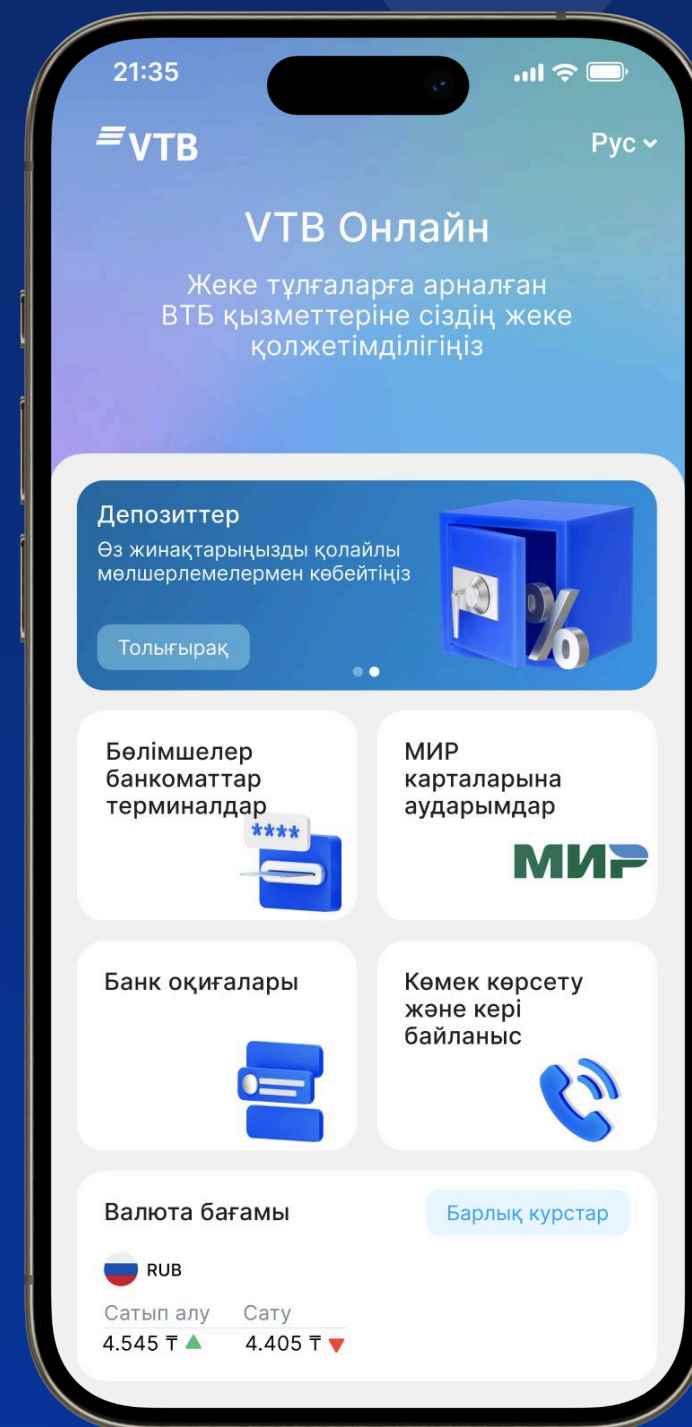 21:35
VTB
Рус
VTB Онлайн
Жеке тұлғаларға арналған
ВТБ қызметтеріне сіздің жеке
қолжетімділігіңіз
Депозиттер
Өз жинақтарыңызды қолайлы
мөлшерлемелермен көбейтіңіз
Толығырақ
%
Бөлімшелер
банкоматтар
терминалдар
****
МИР
карталарына
аударымдар
МИР
Банк оқиғалары
Көмек көрсету
және кері
байланыс
Валюта бағамы
Барлық курстар
RUB
Сатып алу Сату
4.545 ₸ 4.405 ₸